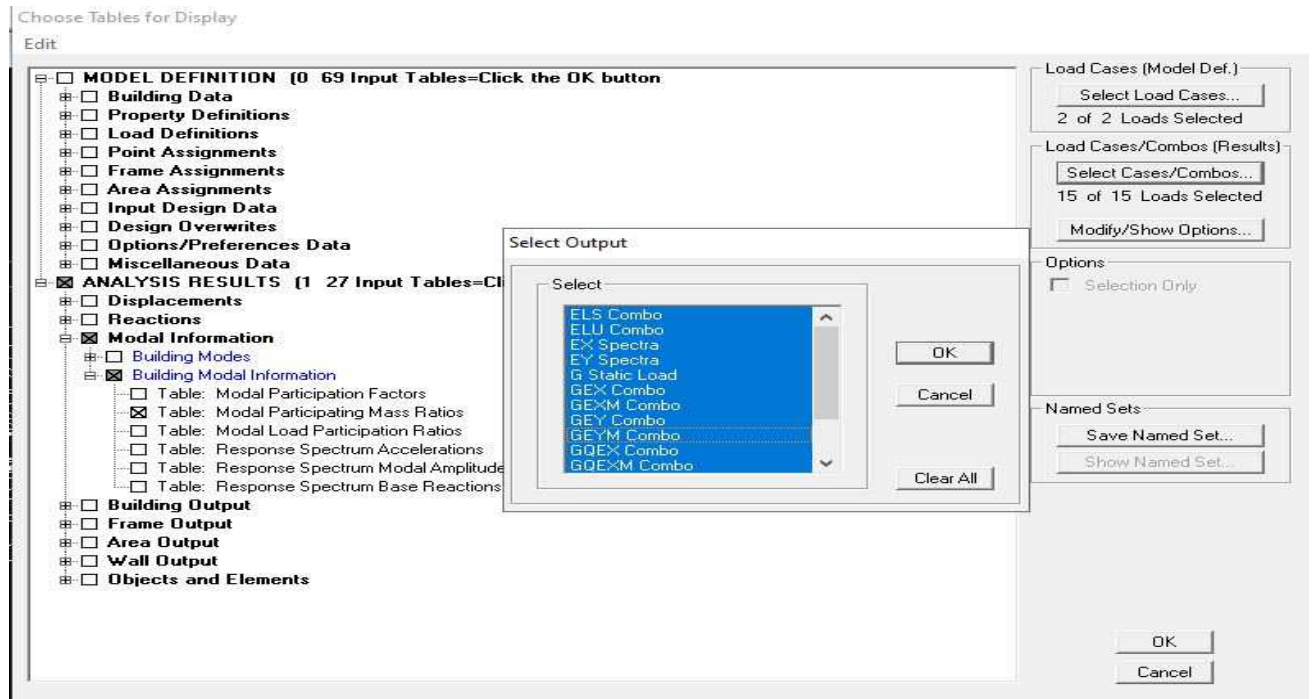 Choose Tables for Display
Edit
MODEL DEFINITION (0 69 Input Tables=Click the OK button
Building Data
Property Definitions
Load Definitions
Point Assignments
Frame Assignments
Area Assignments
Input Design Data
Design Overwrites
Options/Preferences Data
Miscellaneous Data
ANALYSIS RESULTS (1 27 Input Tables=Cli
Displacements
Reactions
Modal Information
Building Modes
Building Modal Information
Table: Modal Participation Factors
Table: Modal Participating Mass Ratios
Table: Modal Load Participation Ratios
Table: Response Spectrum Accelerations
Table: Response Spectrum Modal Amplitude
Table: Response Spectrum Base Reactions
Building Output
Frame Output
Area Output
Wall Output
Objects and Elements
Select Output
Select
ELS Combo
ELU Combo
EX Spectra
EY Spectra
G Static Load
GEX Combo
GEXM Combo
GEY Combo
GEYM Combo
GQEX Combo
GQEXM Combo
OK
Cancel
Clear All
Load Cases (Model Def.)
Select Load Cases...
2 of 2 Loads Selected
Load Cases/Combos (Results)
Select Cases/Combos...
15 of 15 Loads Selected
Modify/Show Options...
Options
Selection Only
Named Sets
Save Named Set...
Show Named Set...
OK
Cancel